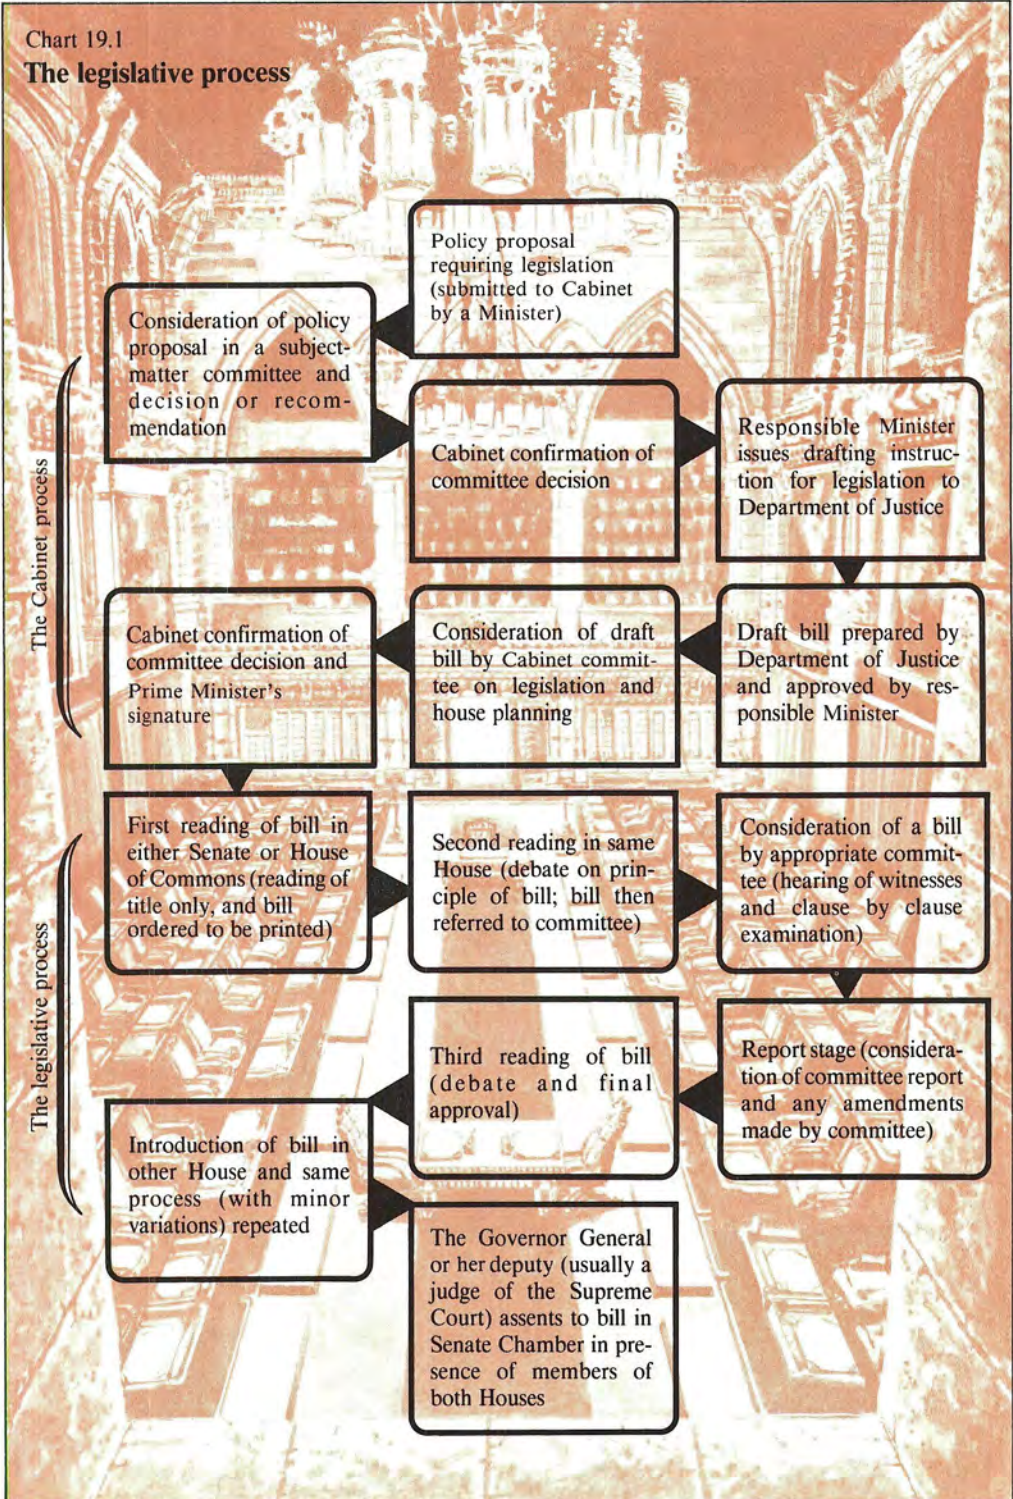 Chart 19.1
The legislative process
Policy proposal
requiring legislation
(submitted to Cabinet
by a Minister)
Consideration of policy
proposal in a subject-
matter committee and
decision or recom-
mendation
Cabinet confirmation of
committee decision
Responsible Minister
issues drafting instruc-
tion for legislation to
Department of Justice
The Cabinet process
Draft bill prepared by
Department of Justice
and approved by res-
ponsible Minister
Consideration of draft
bill by Cabinet commit-
tee on legislation and
house planning
Cabinet confirmation of
committee decision and
Prime Minister's
signature
First reading of bill in
either Senate or House
of Commons (reading of
title only, and bill
ordered to be printed)
Second reading in same
House (debate on prin-
ciple of bill; bill then
referred to committee)
Consideration of a bill
by appropriate commit-
tee (hearing of witnesses
and clause by clause
examination)
The legislative process
Report stage (considera-
tion of committee report
and any amendments
made by committee)
Third reading of bill
(debate and final
approval)
Introduction of bill in
other House and same
process (with minor
variations) repeated
The Governor General
or her deputy (usually a
judge of the Supreme
Court) assents to bill in
Senate Chamber in pre-
sence of members of
both Houses